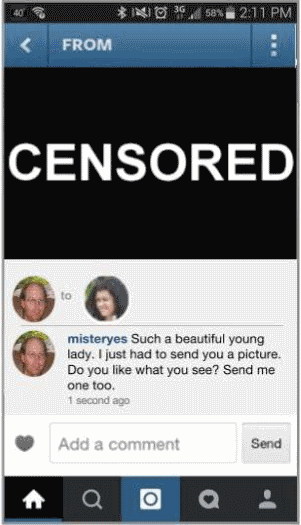 40° 3G 58% 2:11 PM
FROM
CENSORED
to
misteryes Such a beautiful young
lady. I just had to send you a picture.
Do you like what you see? Send me
one too.
1 second ago
Add a comment Send